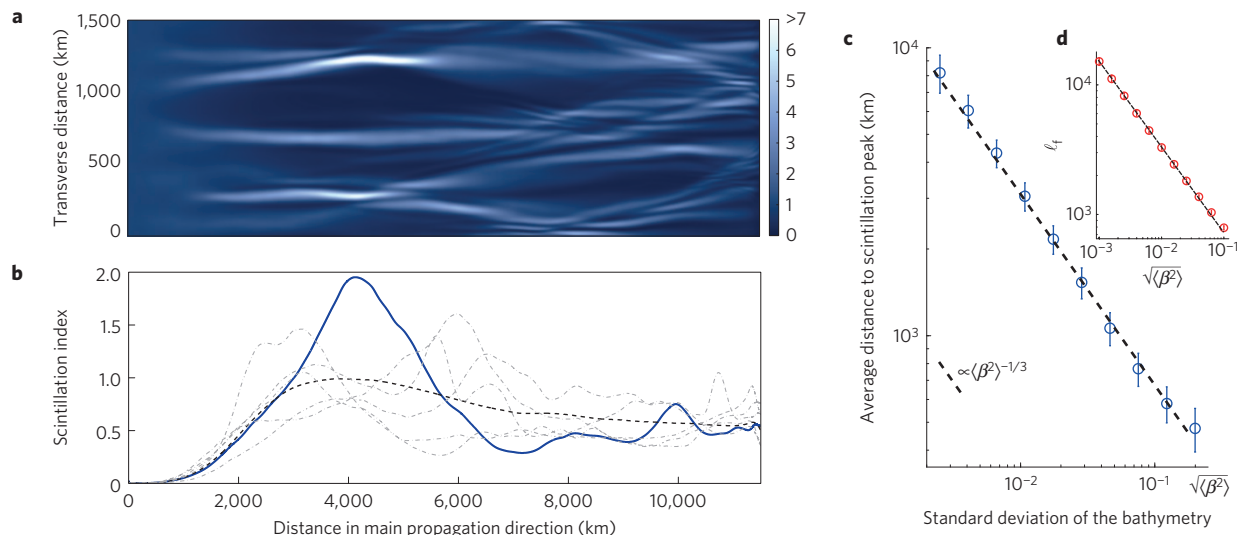 a
1,500
1,000
500
0
Transverse distance (km)
>7
6
5
4
3
2
1
0
b
2.0
1.5
1.0
0.5
0
Scintillation index
0
2,000
4,000
6,000
8,000
10,000
Distance in main propagation direction (km)
c
10⁴
10³
Average distance to scintillation peak (km)
∝⟨β²⟩⁻¹/³
10⁻²
10⁻¹
√⟨β²⟩
Standard deviation of the bathymetry
d
10⁴
10³
ℓf
10⁻³
10⁻²
10⁻¹
√⟨β²⟩